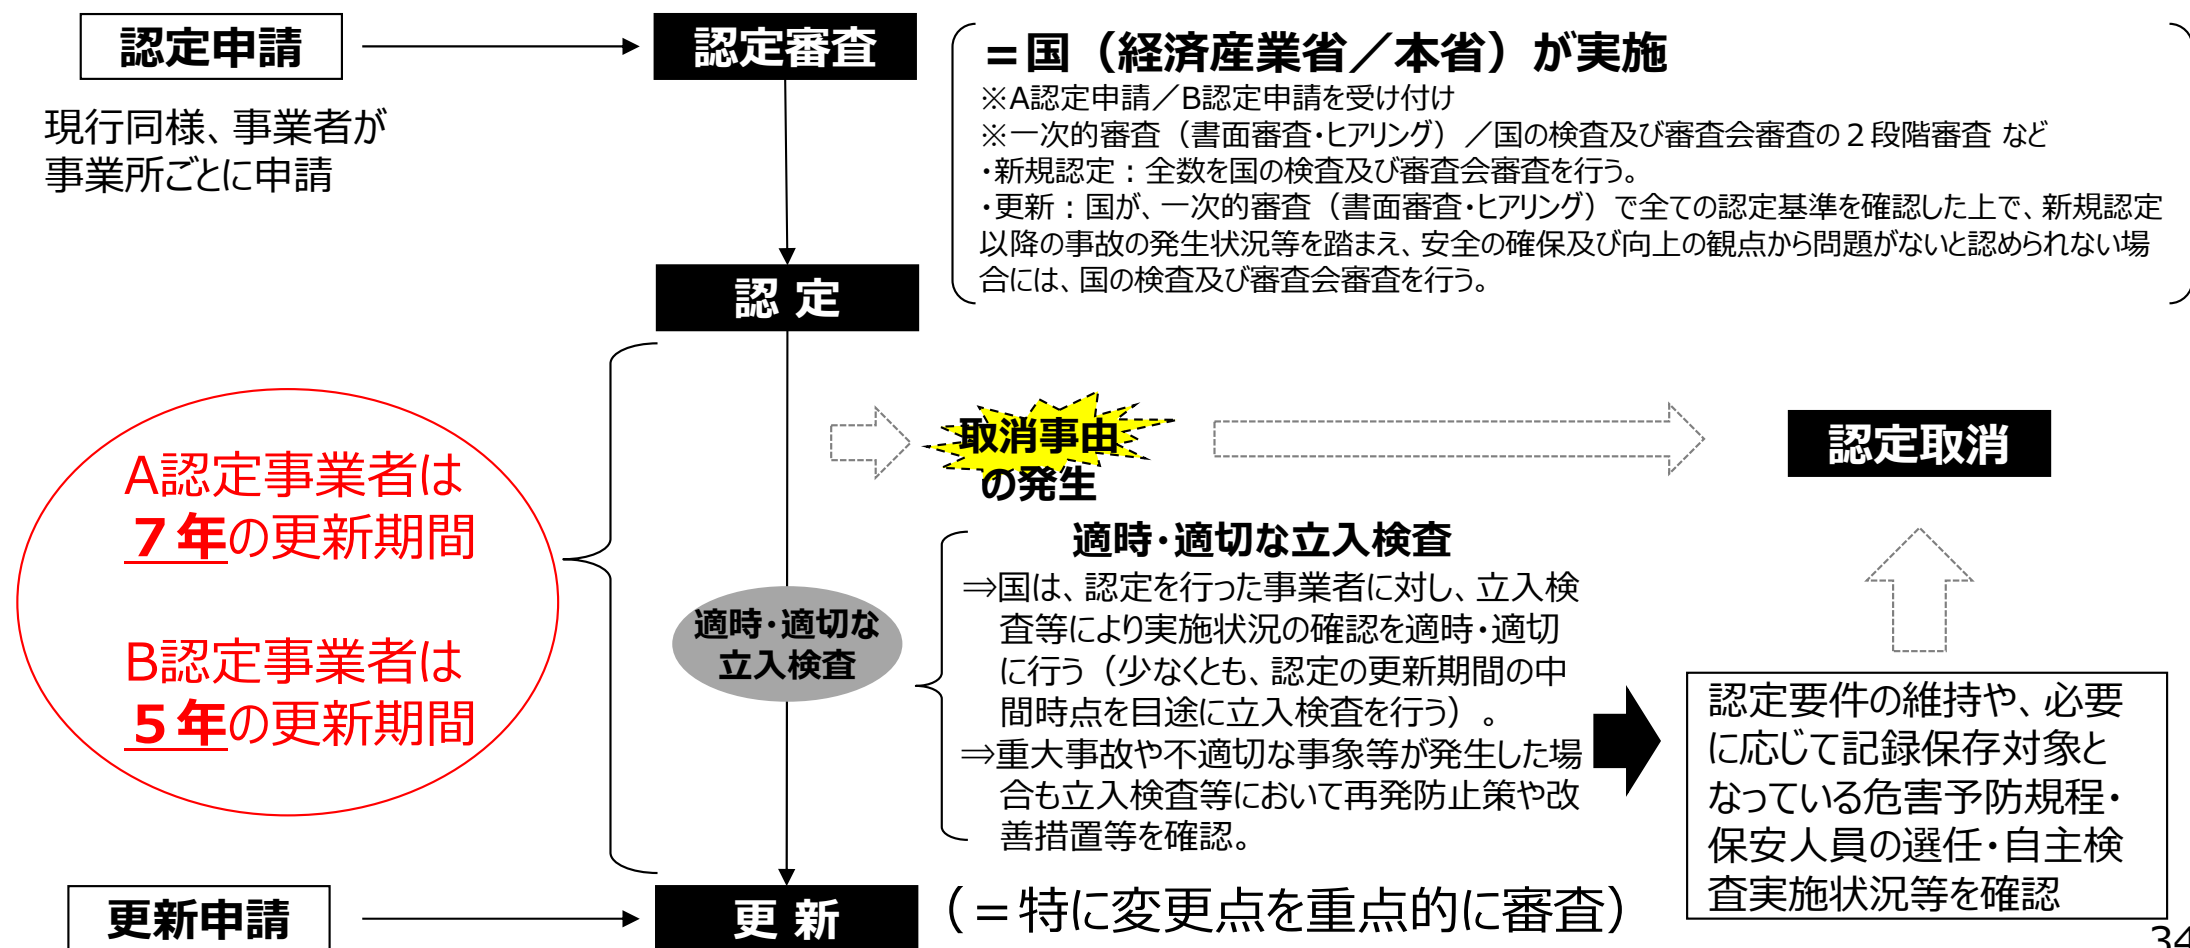 認定申請
認定審査
現行同様、事業者が
事業所ごとに申請
=国（経済産業省／本省）が実施
※A認定申請／B認定申請を受け付け
※一次的審査（書面審査・ヒアリング）／国の検査及び審査会審査の２段階審査 など
・新規認定：全数を国の検査及び審査会審査を行う。
・更新：国が、一次的審査（書面審査・ヒアリング）で全ての認定基準を確認した上で、新規認定
以降の事故の発生状況等を踏まえ、安全の確保及び向上の観点から問題がないと認められない場
合には、国の検査及び審査会審査を行う。
認 定
A認定事業者は
７年の更新期間
B認定事業者は
５年の更新期間
取消事由
の発生
認定取消
適時・適切な
立入検査
適時・適切な立入検査
⇒国は、認定を行った事業者に対し、立入検
査等により実施状況の確認を適時・適切
に行う（少なくとも、認定の更新期間の中
間時点を目途に立入検査を行う）。
⇒重大事故や不適切な事象等が発生した場
合も立入検査等において再発防止策や改
善措置等を確認。
認定要件の維持や、必要
に応じて記録保存対象と
なっている危害予防規程・
保安人員の選任・自主検
査実施状況等を確認
更新申請
更 新
（＝特に変更点を重点的に審査）
34